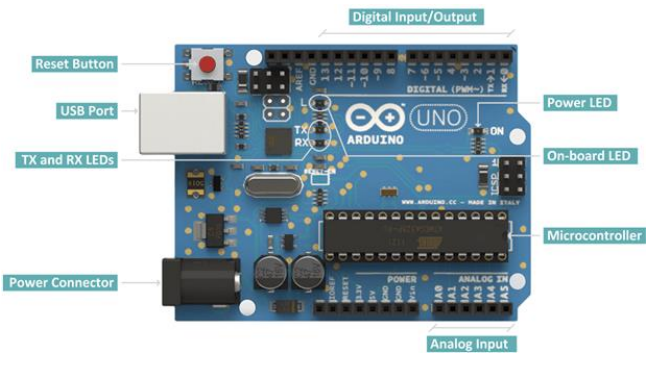 Digital Input/Output
Reset Button
USB Port
TX and RX LEDs
Power Connector
Power LED
On-board LED
Microcontroller
Analog Input
AREF
GND
13
12
~11
~10
~9
8
7
~6
~5
4
~3
2
TX→1
RX←0
DIGITAL (PWM~)
L
TX
RX
ARDUINO
UNO
ON
ICSP
WWW.ARDUINO.CC - MADE IN ITALY
POWER
ANALOG IN
IOREF
RESET
3.3V
5V
GND
GND
Vin
A0
A1
A2
A3
A4
A5